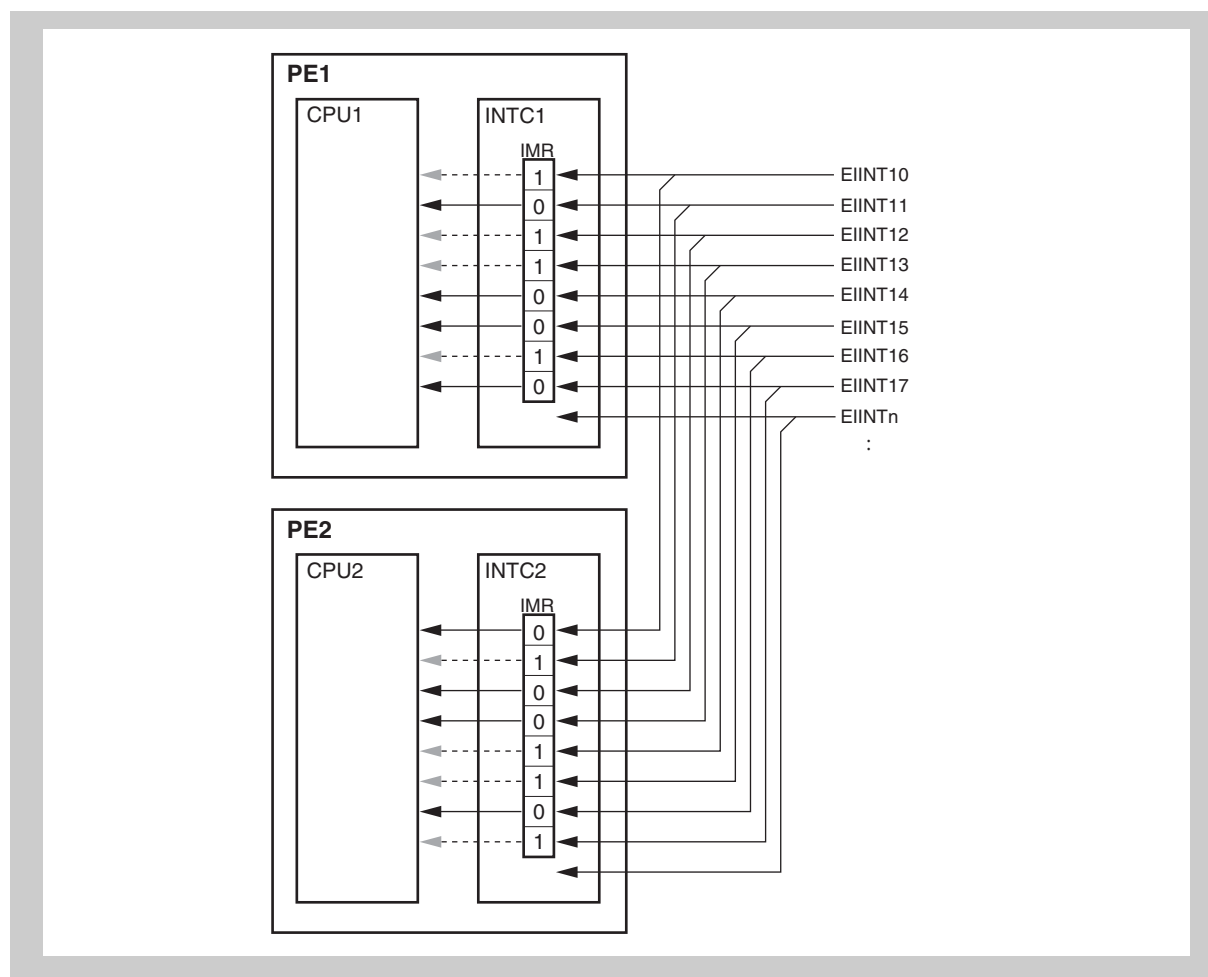 PE1
CPU1
INTC1
IMR
1
0
1
1
0
0
1
0
EIINT10
EIINT11
EIINT12
EIINT13
EIINT14
EIINT15
EIINT16
EIINT17
EIINTn
:
PE2
CPU2
INTC2
IMR
0
1
0
0
1
1
0
1